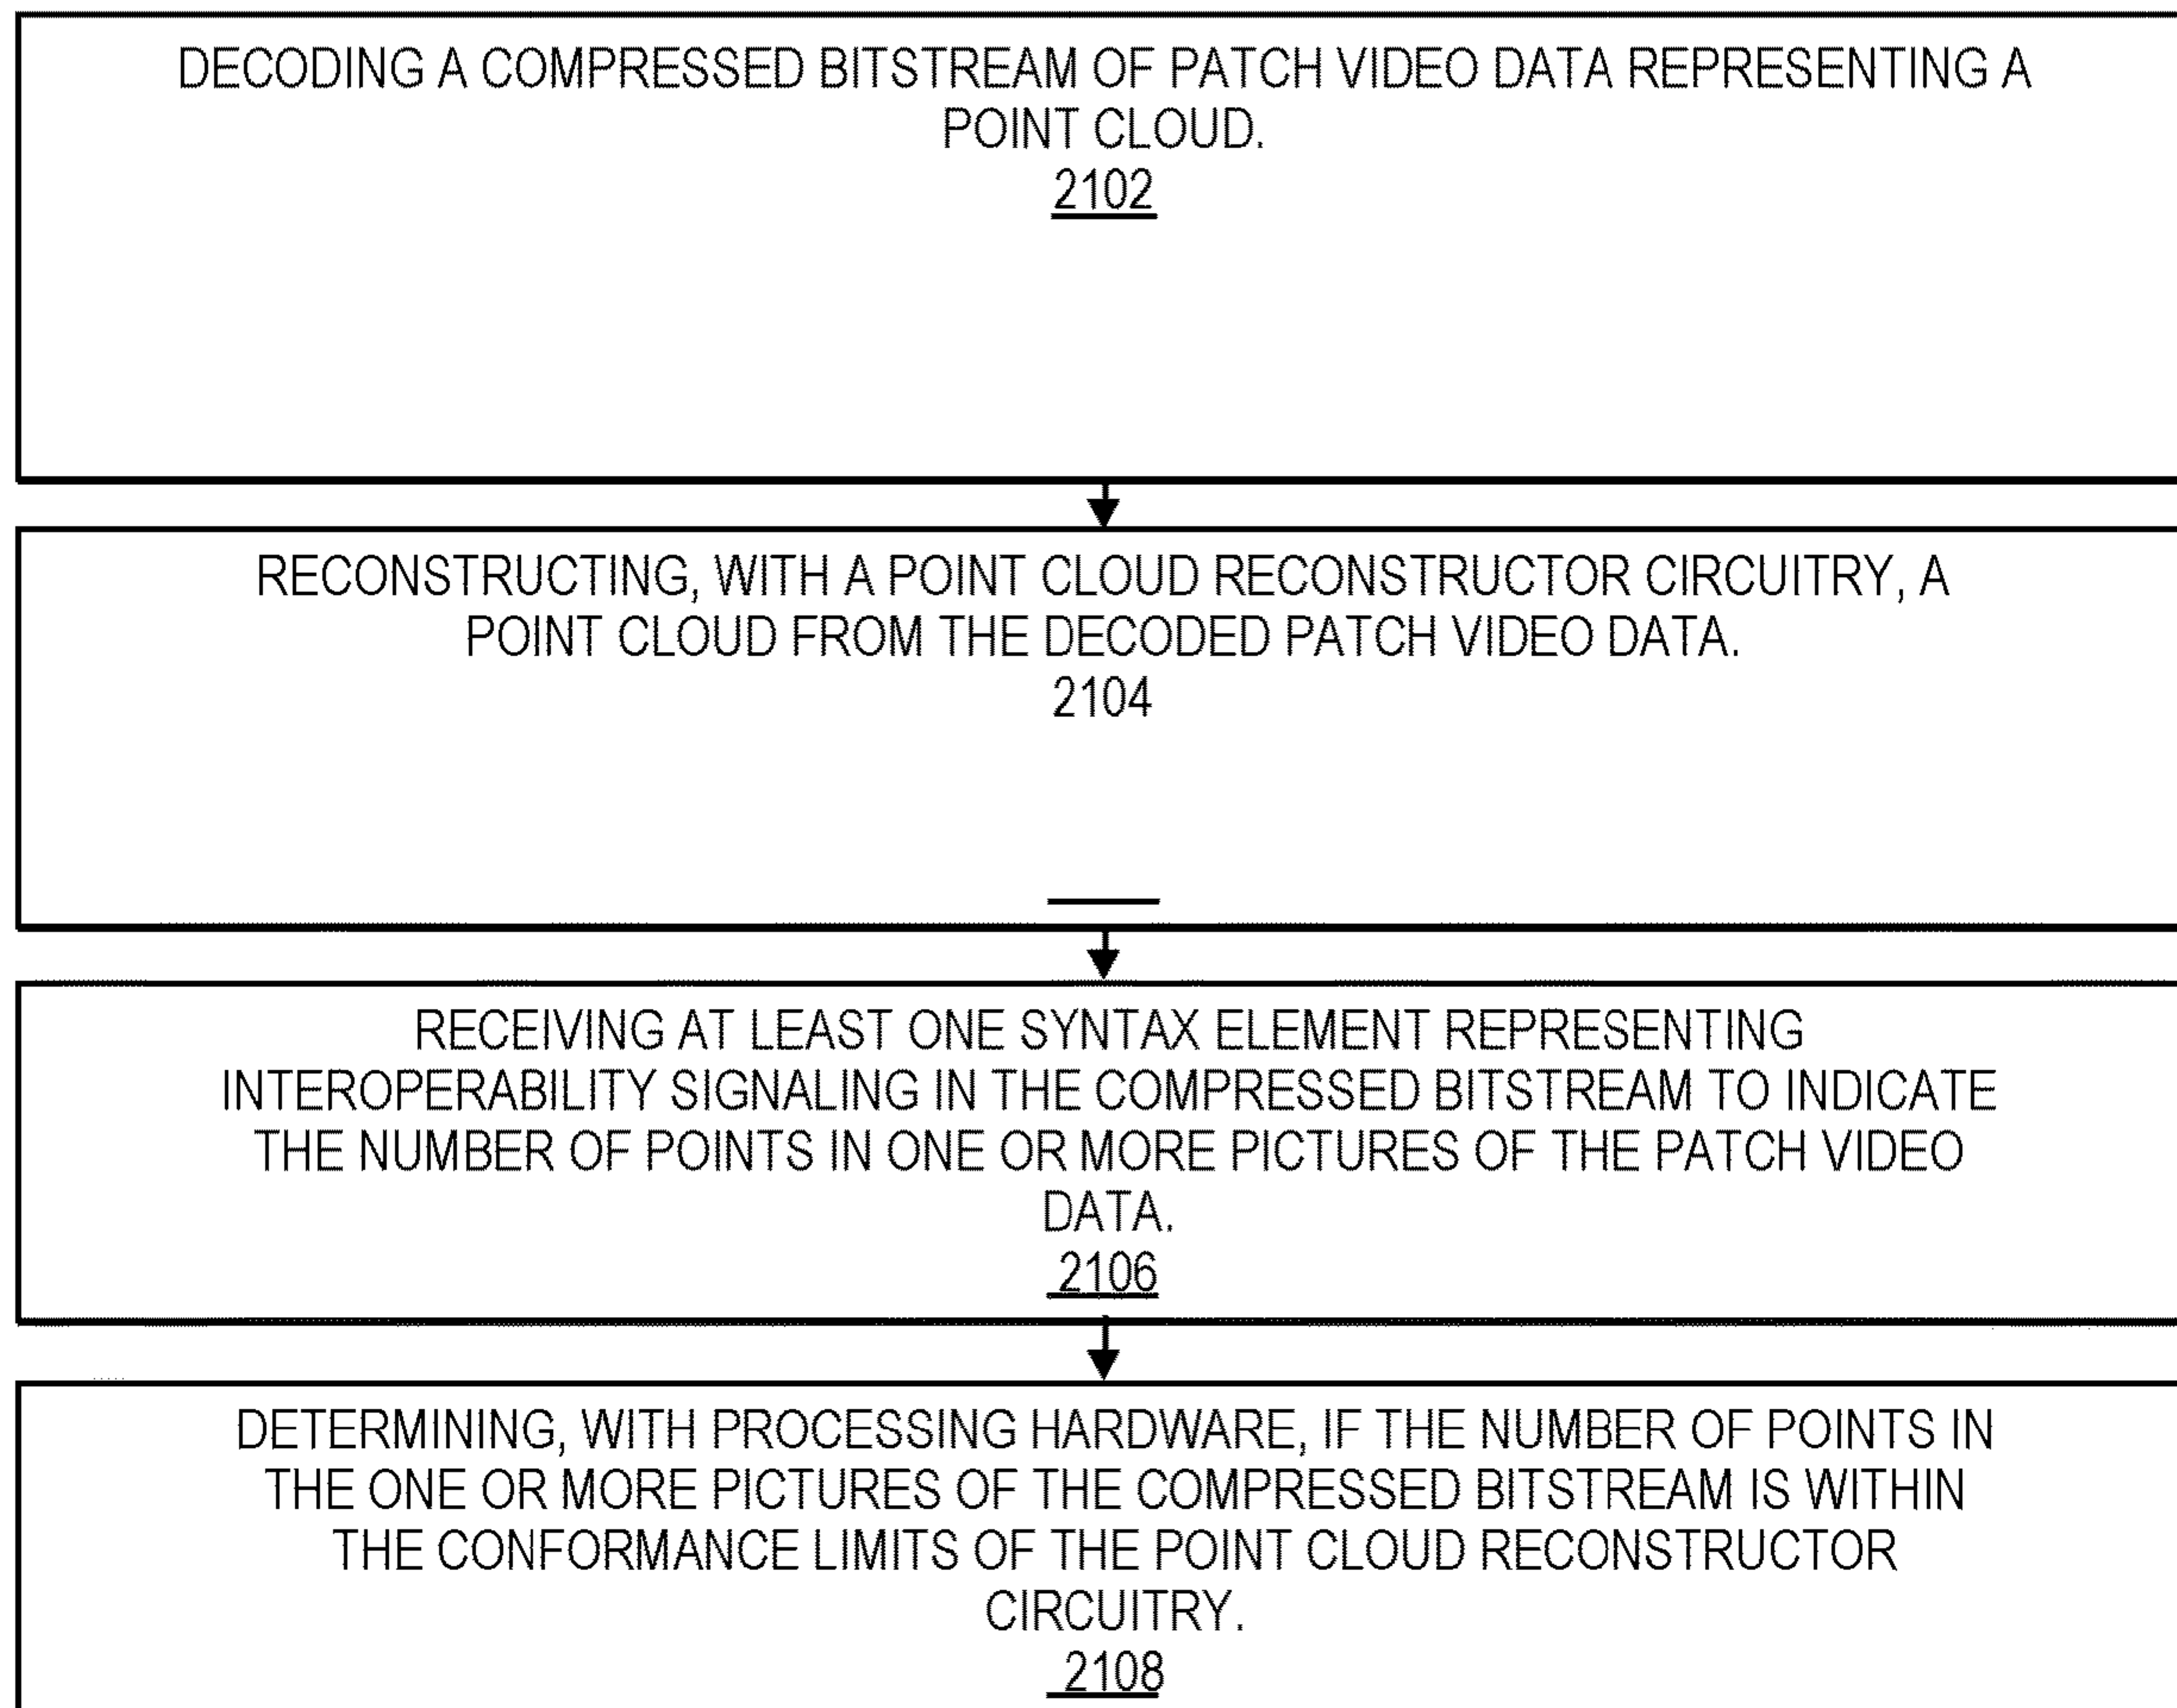 DECODING A COMPRESSED BITSTREAM OF PATCH VIDEO DATA REPRESENTING A
POINT CLOUD.
2102
RECONSTRUCTING, WITH A POINT CLOUD RECONSTRUCTOR CIRCUITRY, A
POINT CLOUD FROM THE DECODED PATCH VIDEO DATA.
2104
RECEIVING AT LEAST ONE SYNTAX ELEMENT REPRESENTING
INTEROPERABILITY SIGNALING IN THE COMPRESSED BITSTREAM TO INDICATE
THE NUMBER OF POINTS IN ONE OR MORE PICTURES OF THE PATCH VIDEO
DATA.
2106
DETERMINING, WITH PROCESSING HARDWARE, IF THE NUMBER OF POINTS IN
THE ONE OR MORE PICTURES OF THE COMPRESSED BITSTREAM IS WITHIN
THE CONFORMANCE LIMITS OF THE POINT CLOUD RECONSTRUCTOR
CIRCUITRY.
2108